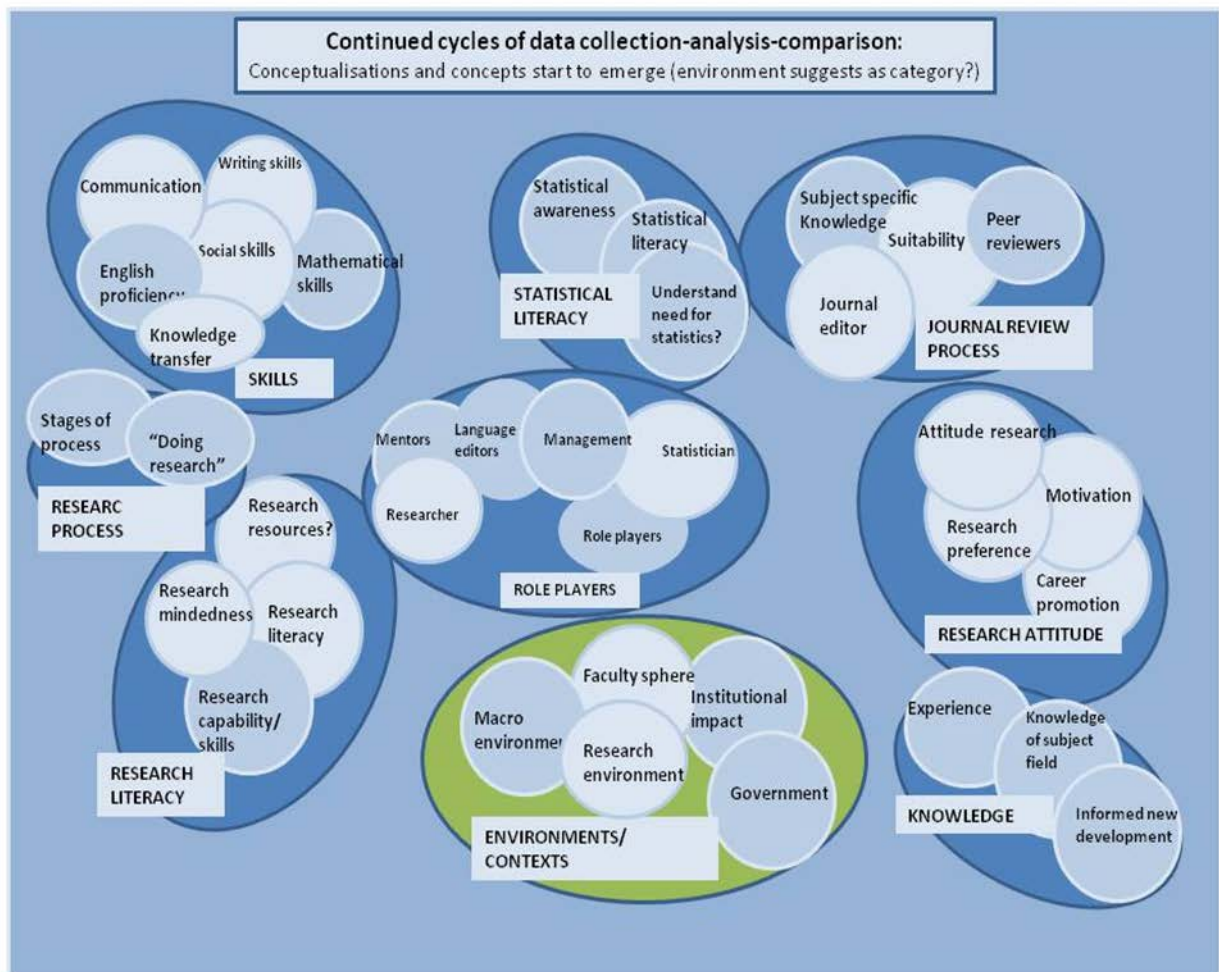 Continued cycles of data collection-analysis-comparison:
Conceptualisations and concepts start to emerge (environment suggests as category?)
Communication
Writing skills
Social skills
English
proficiency
Mathematical
skills
Knowledge
transfer
SKILLS
Statistical
awareness
Statistical
literacy
Understand
need for
statistics?
STATISTICAL
LITERACY
Subject specific
Knowledge
Suitability
Peer
reviewers
Journal
editor
JOURNAL REVIEW
PROCESS
Stages of
process
“Doing
research”
RESEARC
PROCESS
Mentors
Language
editors
Management
Statistician
Researcher
Role players
ROLE PLAYERS
Attitude research
Motivation
Research
preference
Career
promotion
RESEARCH ATTITUDE
Research
resources?
Research
mindedness
Research
literacy
Research
capability/
skills
RESEARCH
LITERACY
Faculty sphere
Macro
environmen
Institutional
impact
Research
environment
Government
ENVIRONMENTS/
CONTEXTS
Experience
Knowledge
of subject
field
KNOWLEDGE
Informed new
development